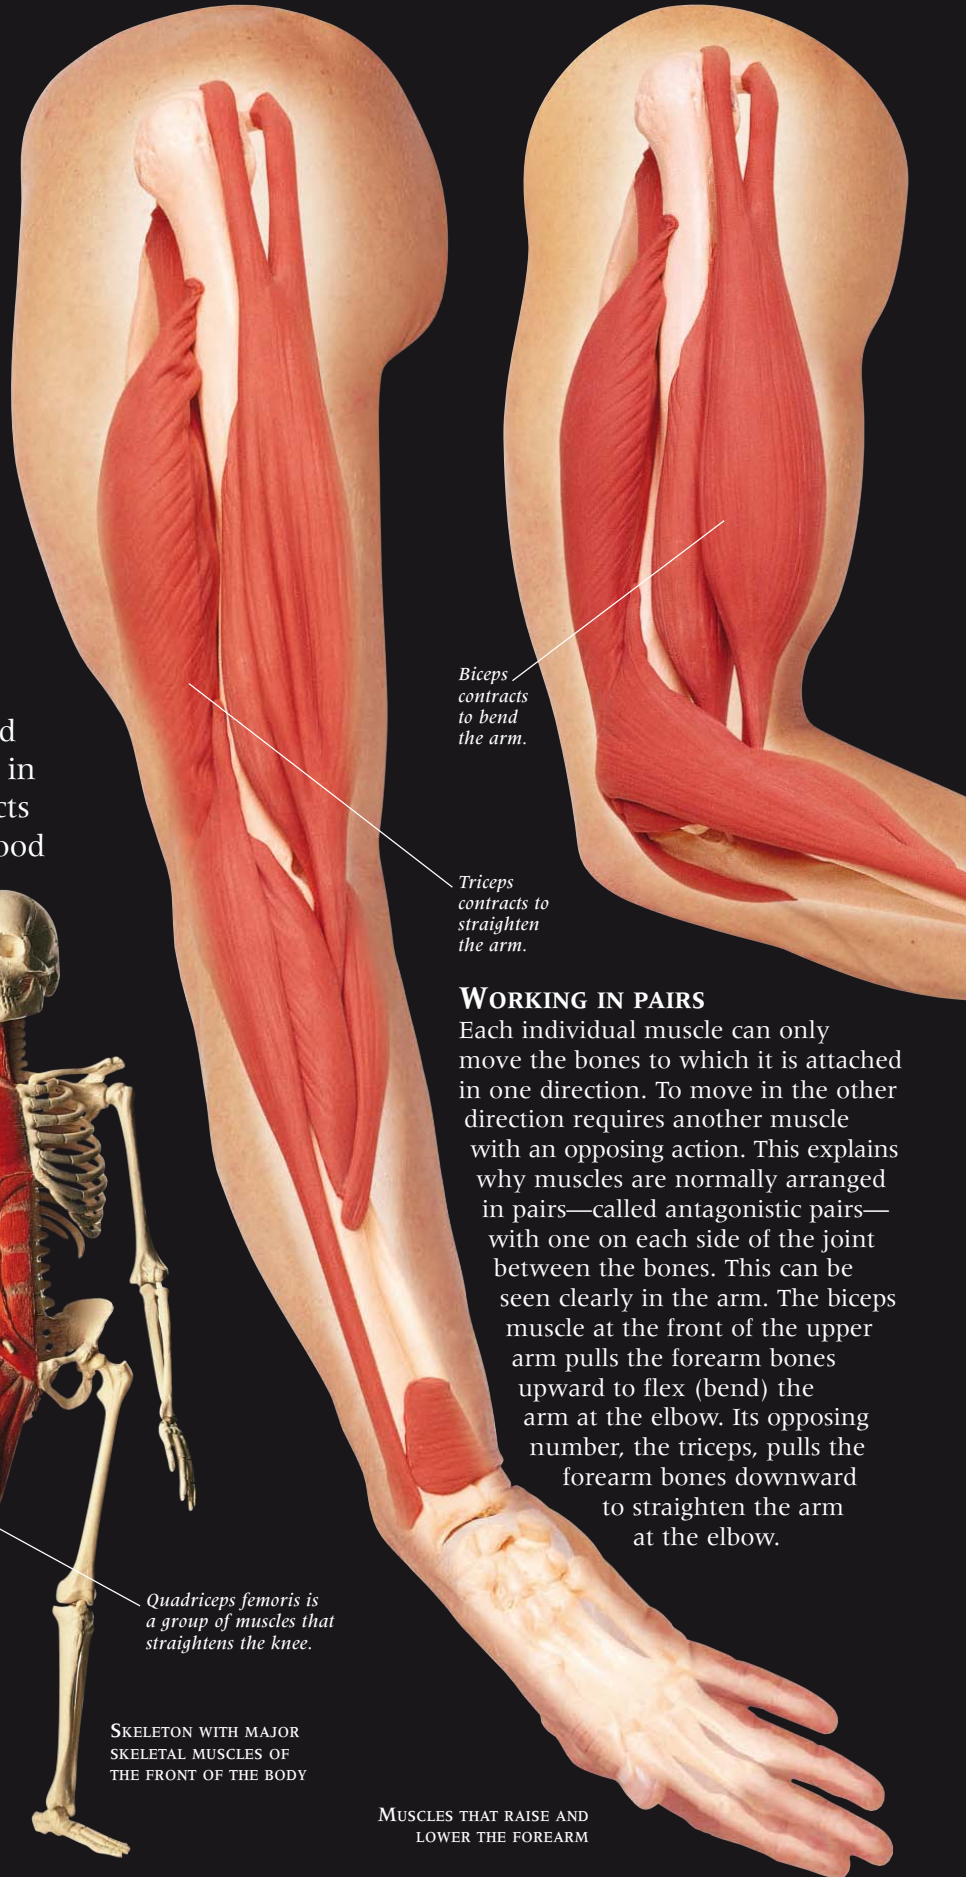 d
in
cts
ood
Biceps
contracts
to bend
the arm.
Triceps
contracts to
straighten
the arm.
WORKING IN PAIRS
Each individual muscle can only
move the bones to which it is attached
in one direction. To move in the other
direction requires another muscle
with an opposing action. This explains
why muscles are normally arranged
in pairs—called antagonistic pairs—
with one on each side of the joint
between the bones. This can be
seen clearly in the arm. The biceps
muscle at the front of the upper
arm pulls the forearm bones
upward to flex (bend) the
arm at the elbow. Its opposing
number, the triceps, pulls the
forearm bones downward
to straighten the arm
at the elbow.
Quadriceps femoris is
a group of muscles that
straightens the knee.
SKELETON WITH MAJOR
SKELETAL MUSCLES OF
THE FRONT OF THE BODY
MUSCLES THAT RAISE AND
LOWER THE FOREARM